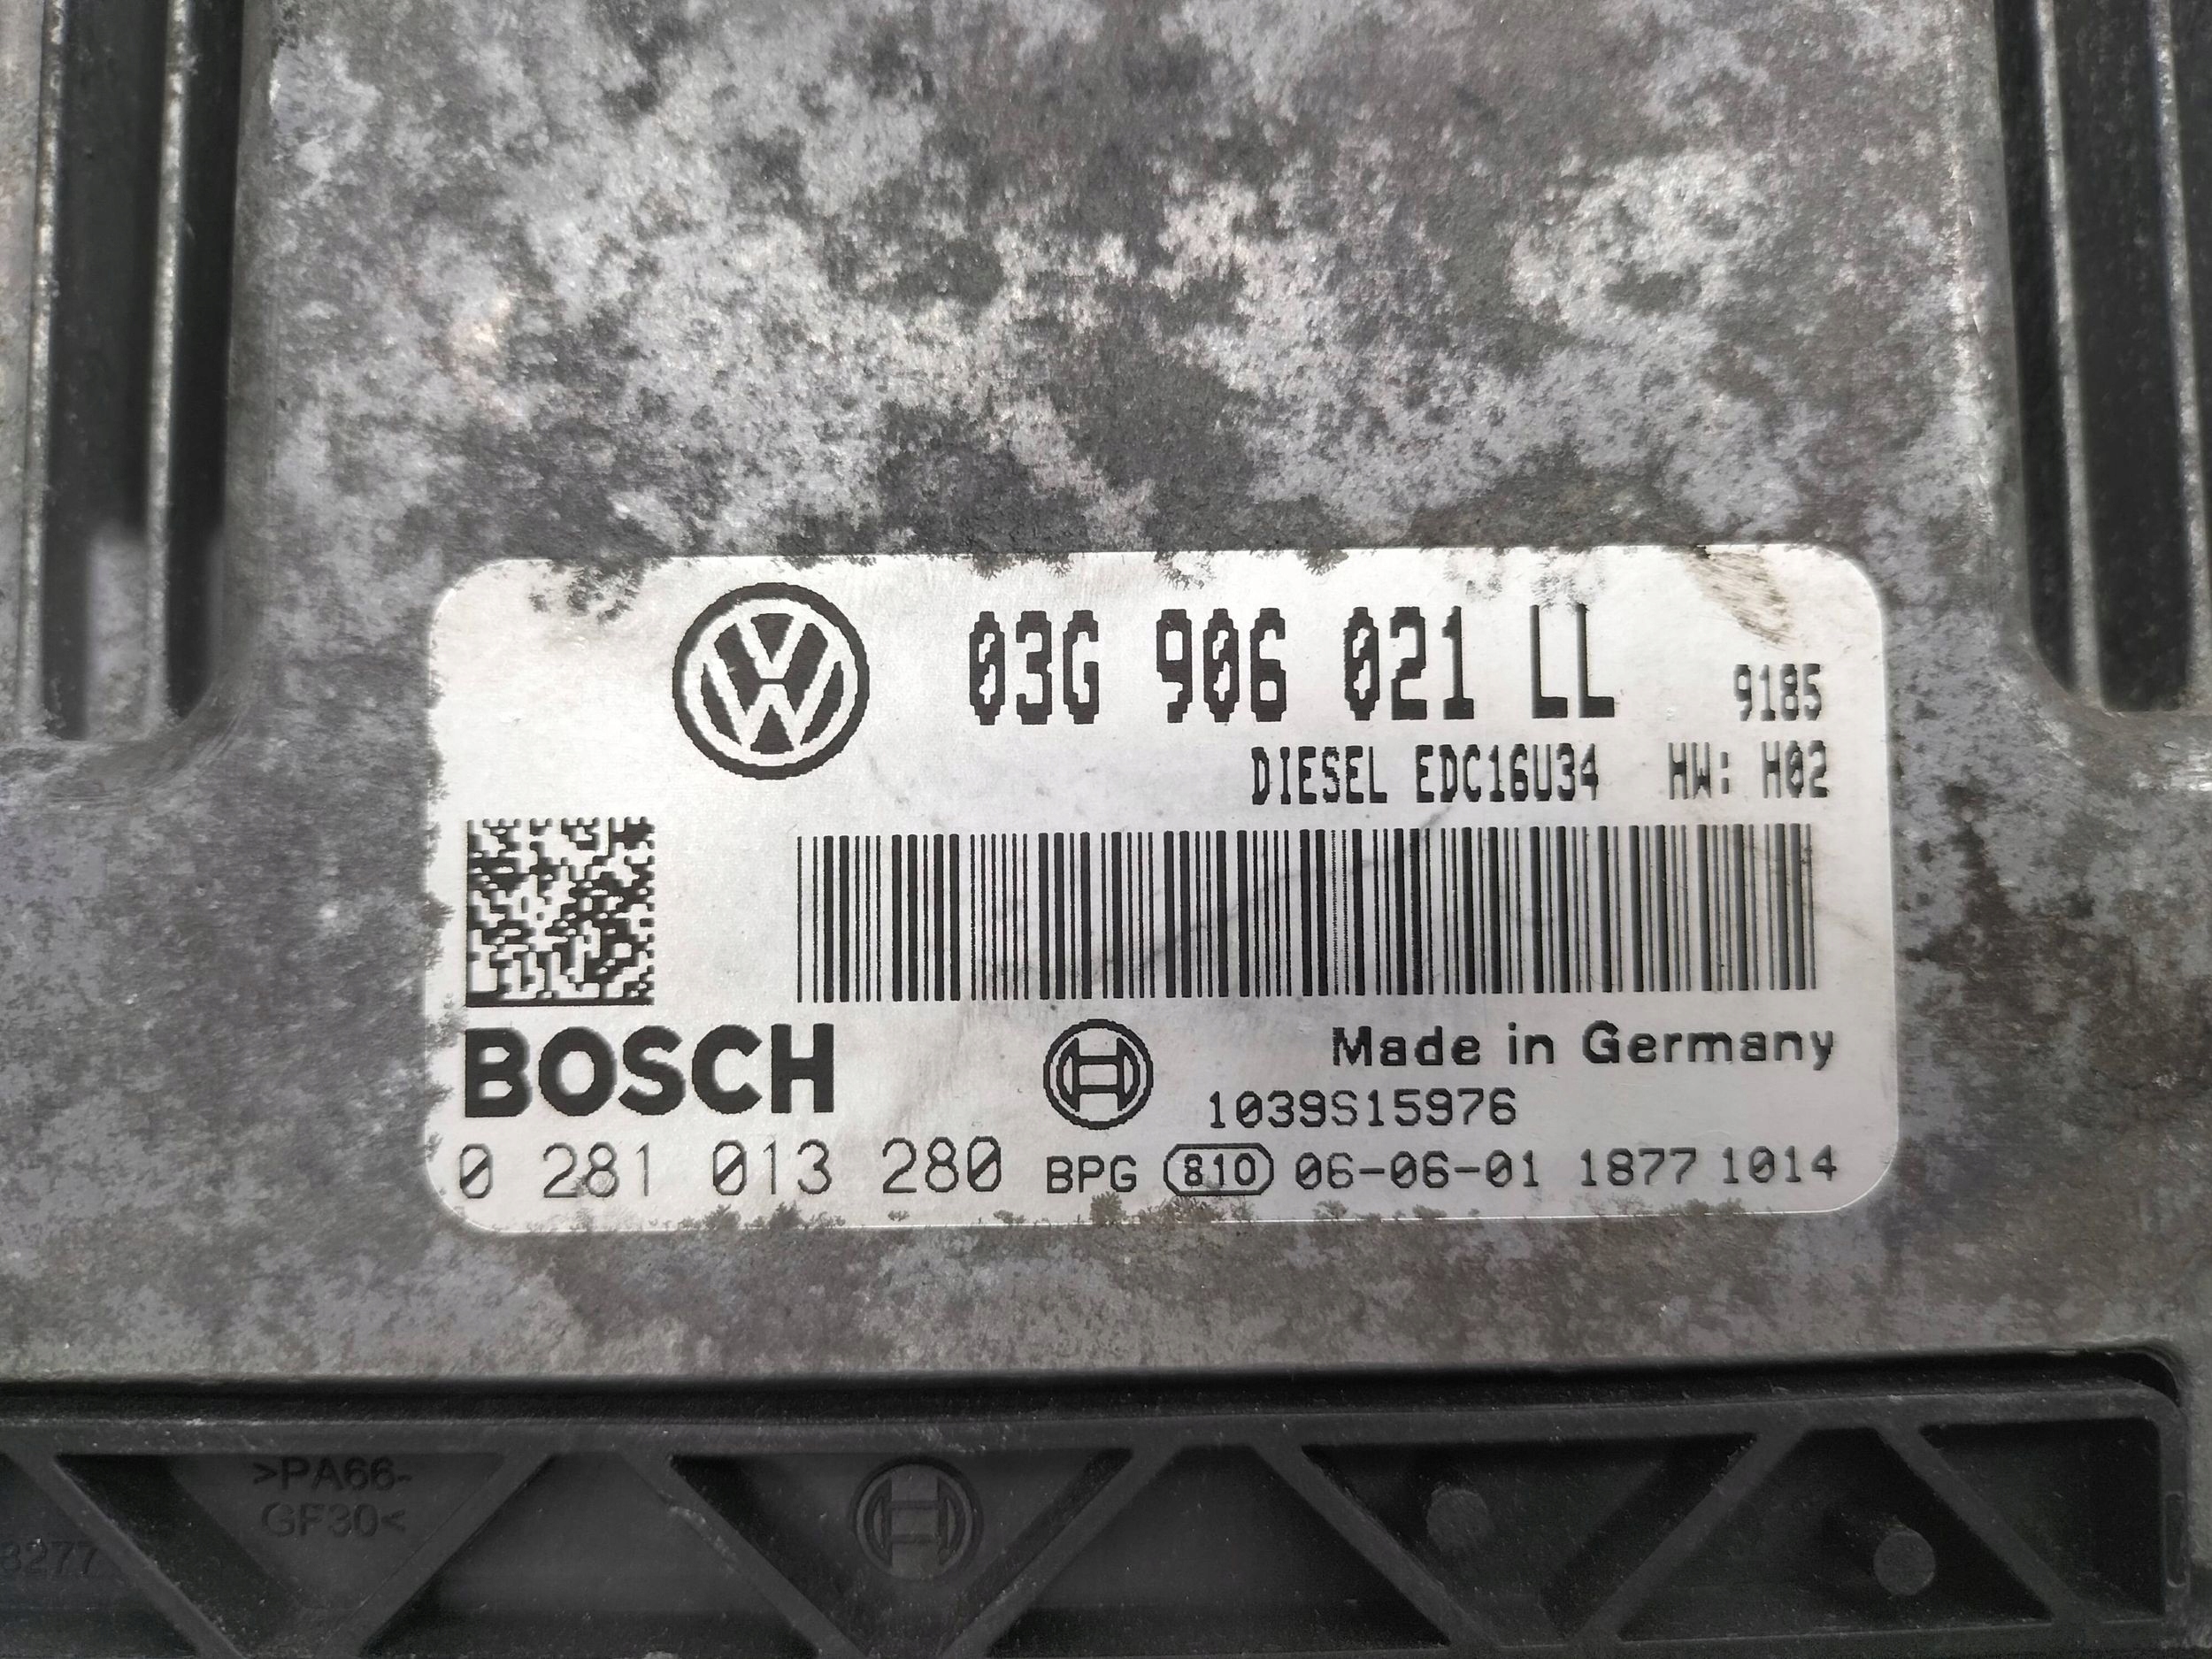 03G 906 021 LL 9185
DIESEL EDC16U34 HW: H02
BOSCH
Made in Germany
1039S15976
0 281 013 280 BPG 810 06-06-01 1877 1014
>PA66-
GF30<
8277